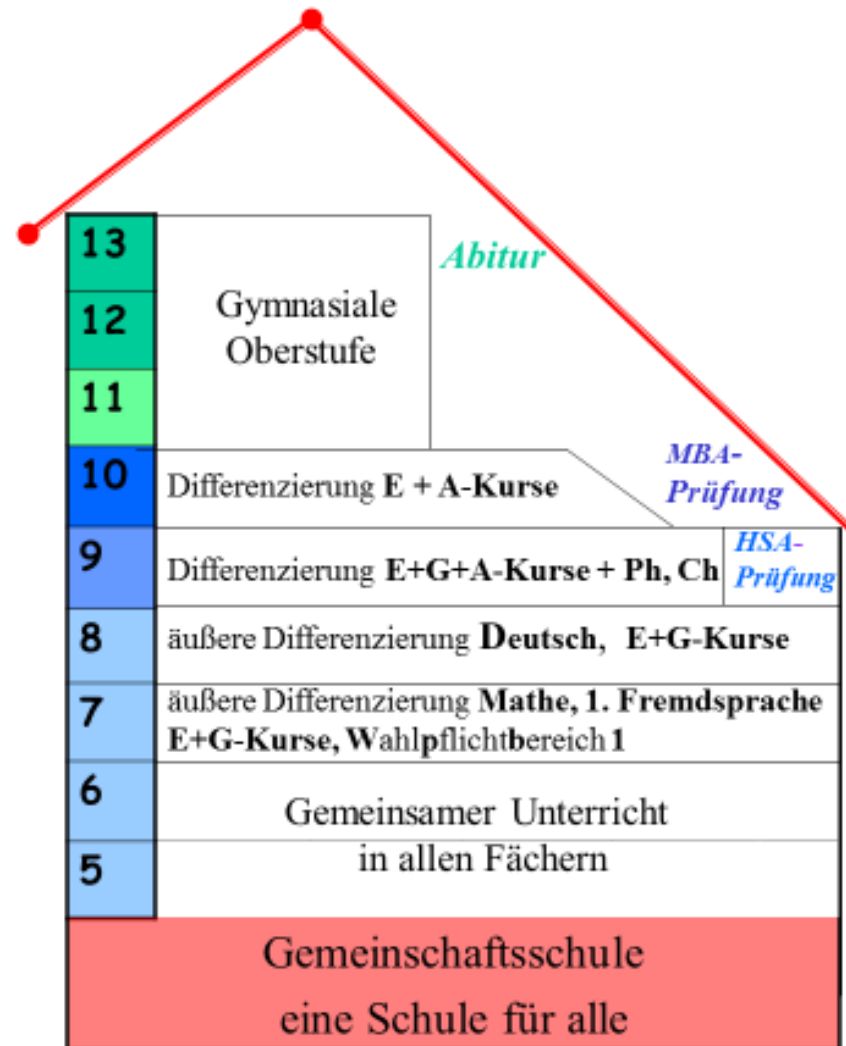 13
Abitur
Gymnasiale
12
Oberstufe
11
10
Differenzierung E + A-Kurse
MBA-
Prüfung
9
Differenzierung E+G+A-Kurse + Ph, Ch
HSA-
Prüfung
8
äußere Differenzierung Deutsch, E+G-Kurse
7
äußere Differenzierung Mathe, 1. Fremdsprache
E+G-Kurse, Wahlpflichtbereich 1
6
Gemeinsamer Unterricht
5
in allen Fächern
Gemeinschaftsschule
eine Schule für alle